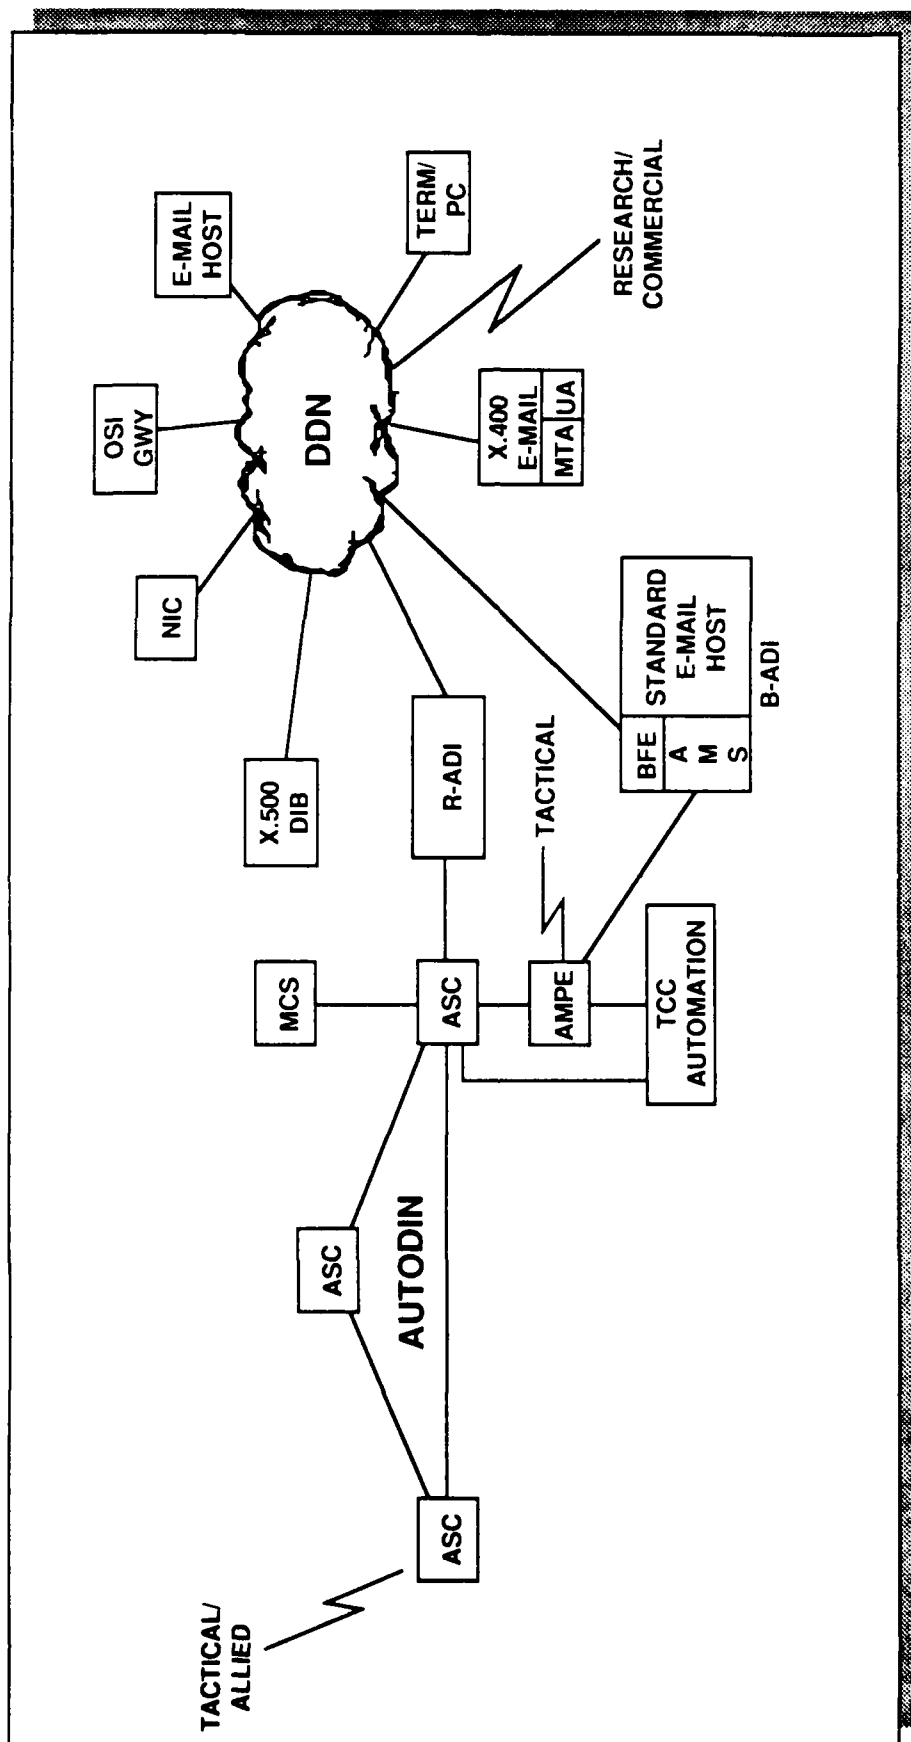 TACTICAL/
ALLIED
ASC
ASC
AUTODIN
MCS
ASC
AMPE
TCC
AUTOMATION
TACTICAL
R-ADI
X.500
DIB
NIC
OSI
GWY
E-MAIL
HOST
DDN
TERM/
PC
RESEARCH/
COMMERCIAL
X.400
E-MAIL
MTA UA
BFE
A
M
S
STANDARD
E-MAIL
HOST
B-ADI